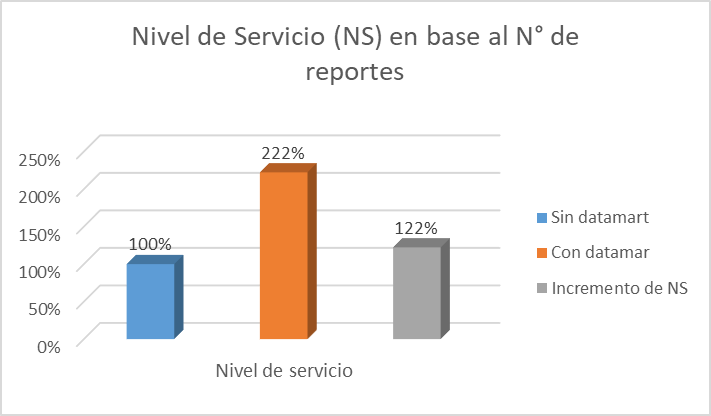 Nivel de Servicio (NS) en base al N° de
reportes
250%
200%
150%
100%
50%
0%
100%
222%
122%
Nivel de servicio
Sin datamart
Con datamar
Incremento de NS